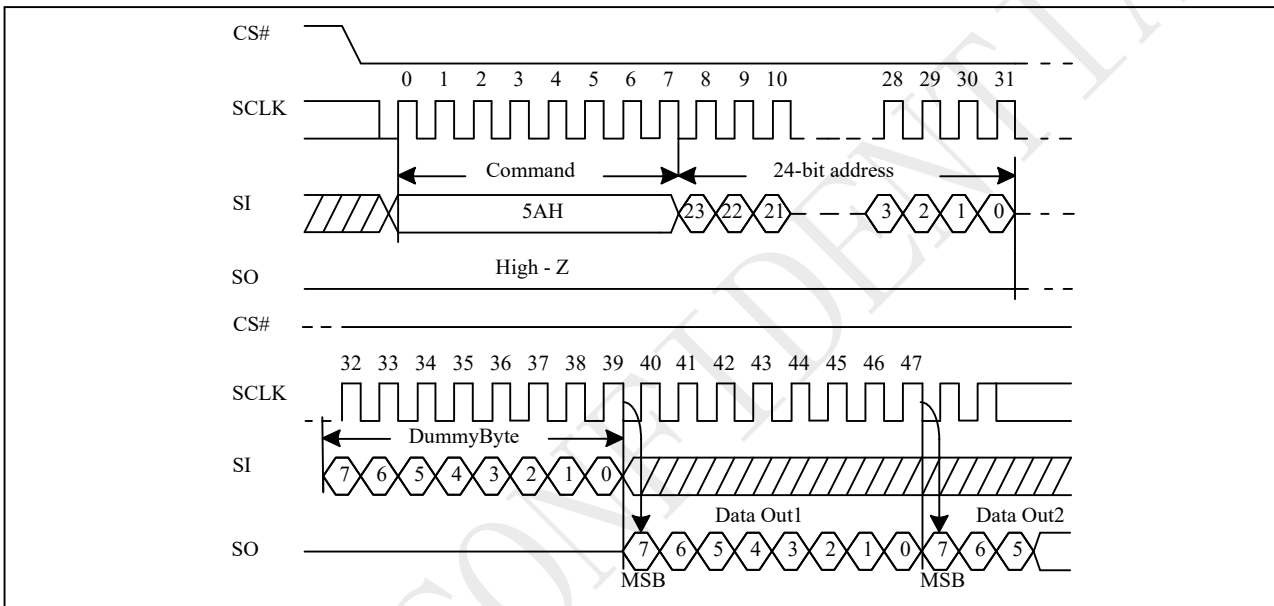 CS#
0 1 2 3 4 5 6 7 8 9 10 28 29 30 31
SCLK
Command 24-bit address
SI 5AH 23 22 21 3 2 1 0
High - Z
SO
CS#
32 33 34 35 36 37 38 39 40 41 42 43 44 45 46 47
SCLK
DummyByte
SI 7 6 5 4 3 2 1 0
Data Out1 Data Out2
SO 7 6 5 4 3 2 1 0 7 6 5
MSB MSB
CONFIDENTIA